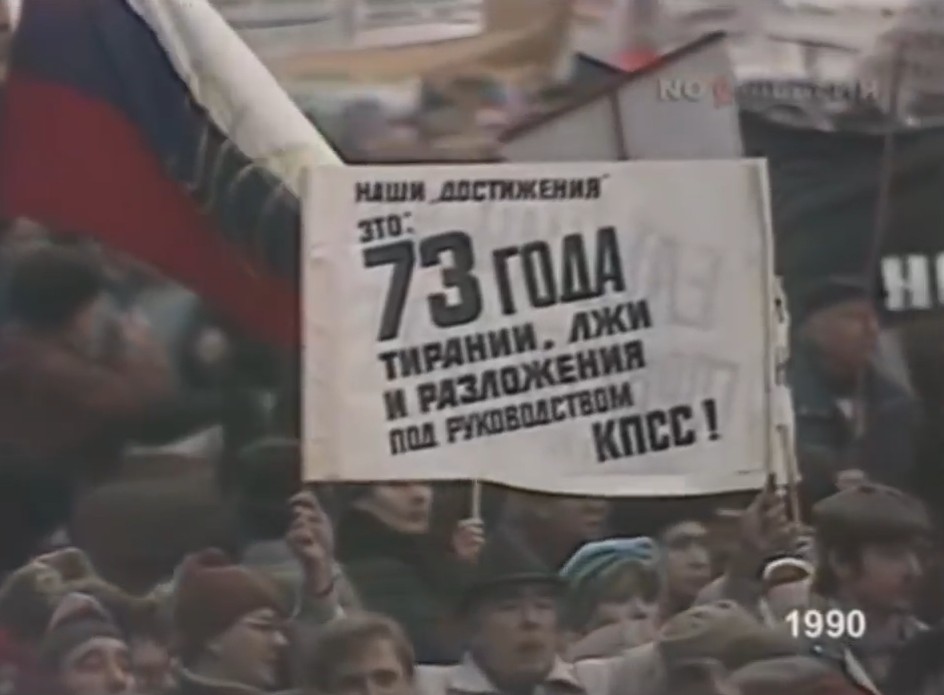 НАШИ „ДОСТИЖЕНИЯ"
ЭТО:
73 ГОДА
ТИРАНИИ, ЛЖИ
И РАЗЛОЖЕНИЯ
ПОД РУКОВОДСТВОМ
КПСС!
1990